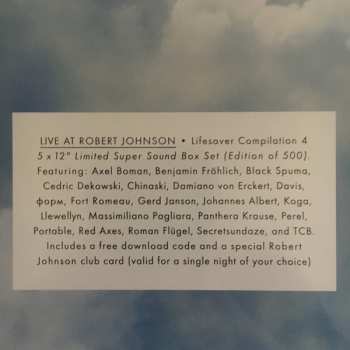 LIVE AT ROBERT JOHNSON • Lifesaver Compilation 4
5 x 12" Limited Super Sound Box Set (Edition of 500).
Featuring: Axel Boman, Benjamin Fröhlich, Black Spuma,
Cedric Dekowski, Chinaski, Damiano von Erckert, Davis,
форм, Fort Romeau, Gerd Janson, Johannes Albert, Koga,
Llewellyn, Massimiliano Pagliara, Panthera Krause, Perel,
Portable, Red Axes, Roman Flügel, Secretsundaze, and TCB.
Includes a free download code and a special Robert
Johnson club card (valid for a single night of your choice)